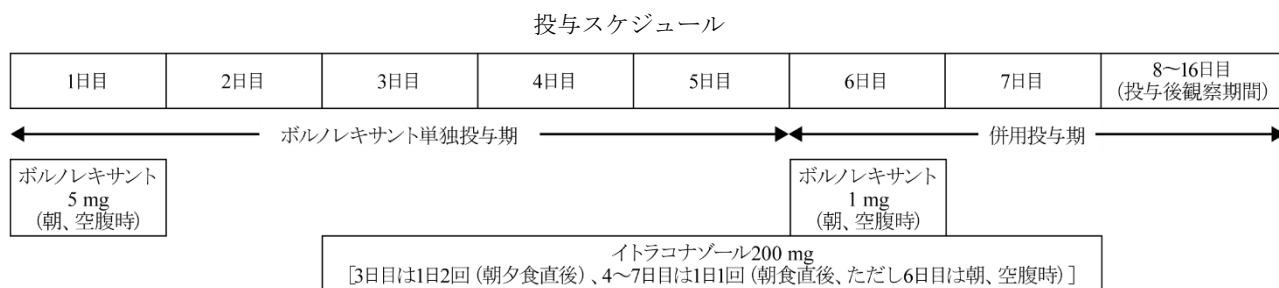 投与スケジュール
1日目
2日目
3日目
4日目
5日目
6日目
7日目
8～16日目
（投与後観察期間）
ボルノレキサント単独投与期
併用投与期
ボルノレキサント
5 mg
（朝、空腹時）
ボルノレキサント
1 mg
（朝、空腹時）
イトラコナゾール200 mg
［3日目は1日2回（朝夕食直後）、4～7日目は1日1回（朝食直後、ただし6日目は朝、空腹時）］